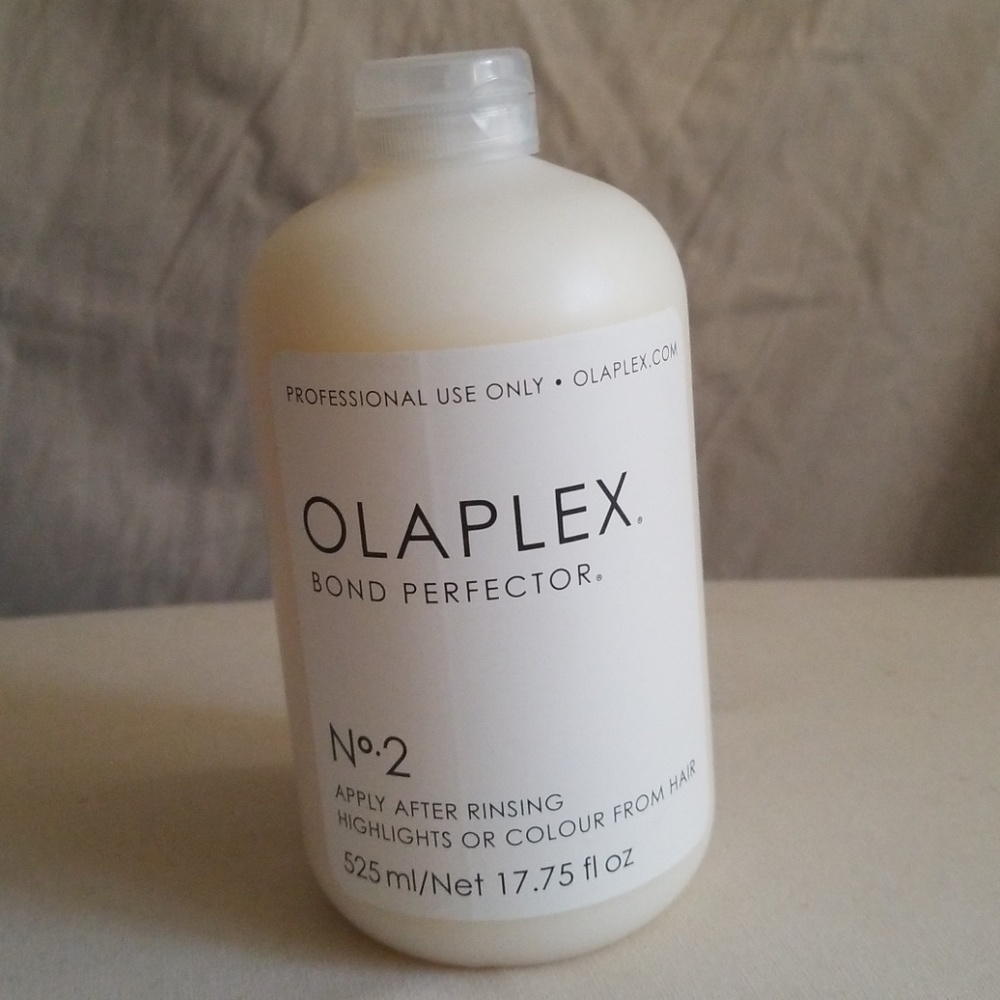 PROFESSIONAL USE ONLY • OLAPLEX.COM
OLAPLEX®
BOND PERFECTOR®
Nº.2
APPLY AFTER RINSING
HIGHLIGHTS OR COLOUR FROM HAIR
525 ml/Net 17.75 fl oz